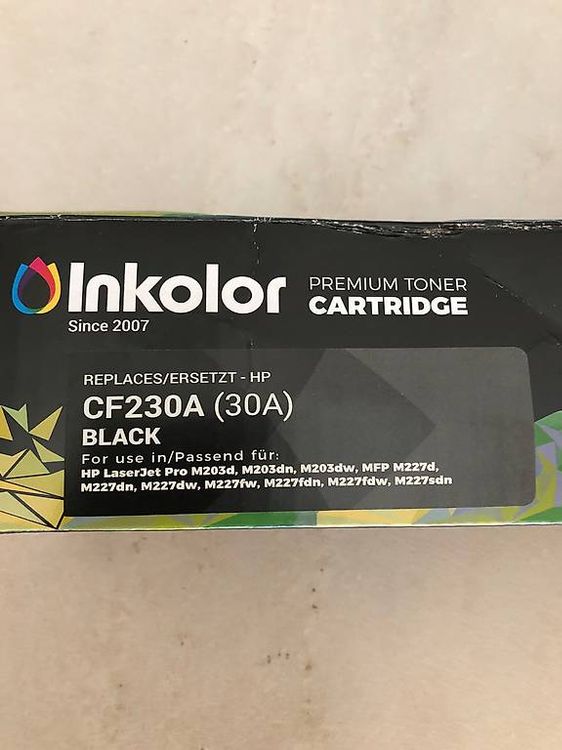 Inkolor
Since 2007
PREMIUM TONER
CARTRIDGE
REPLACES/ERSETZT - HP
CF230A (30A)
BLACK
For use in/Passend für:
HP LaserJet Pro M203d, M203dn, M203dw, MFP M227d,
M227dn, M227dw, M227fw, M227fdn, M227fdw, M227sdn